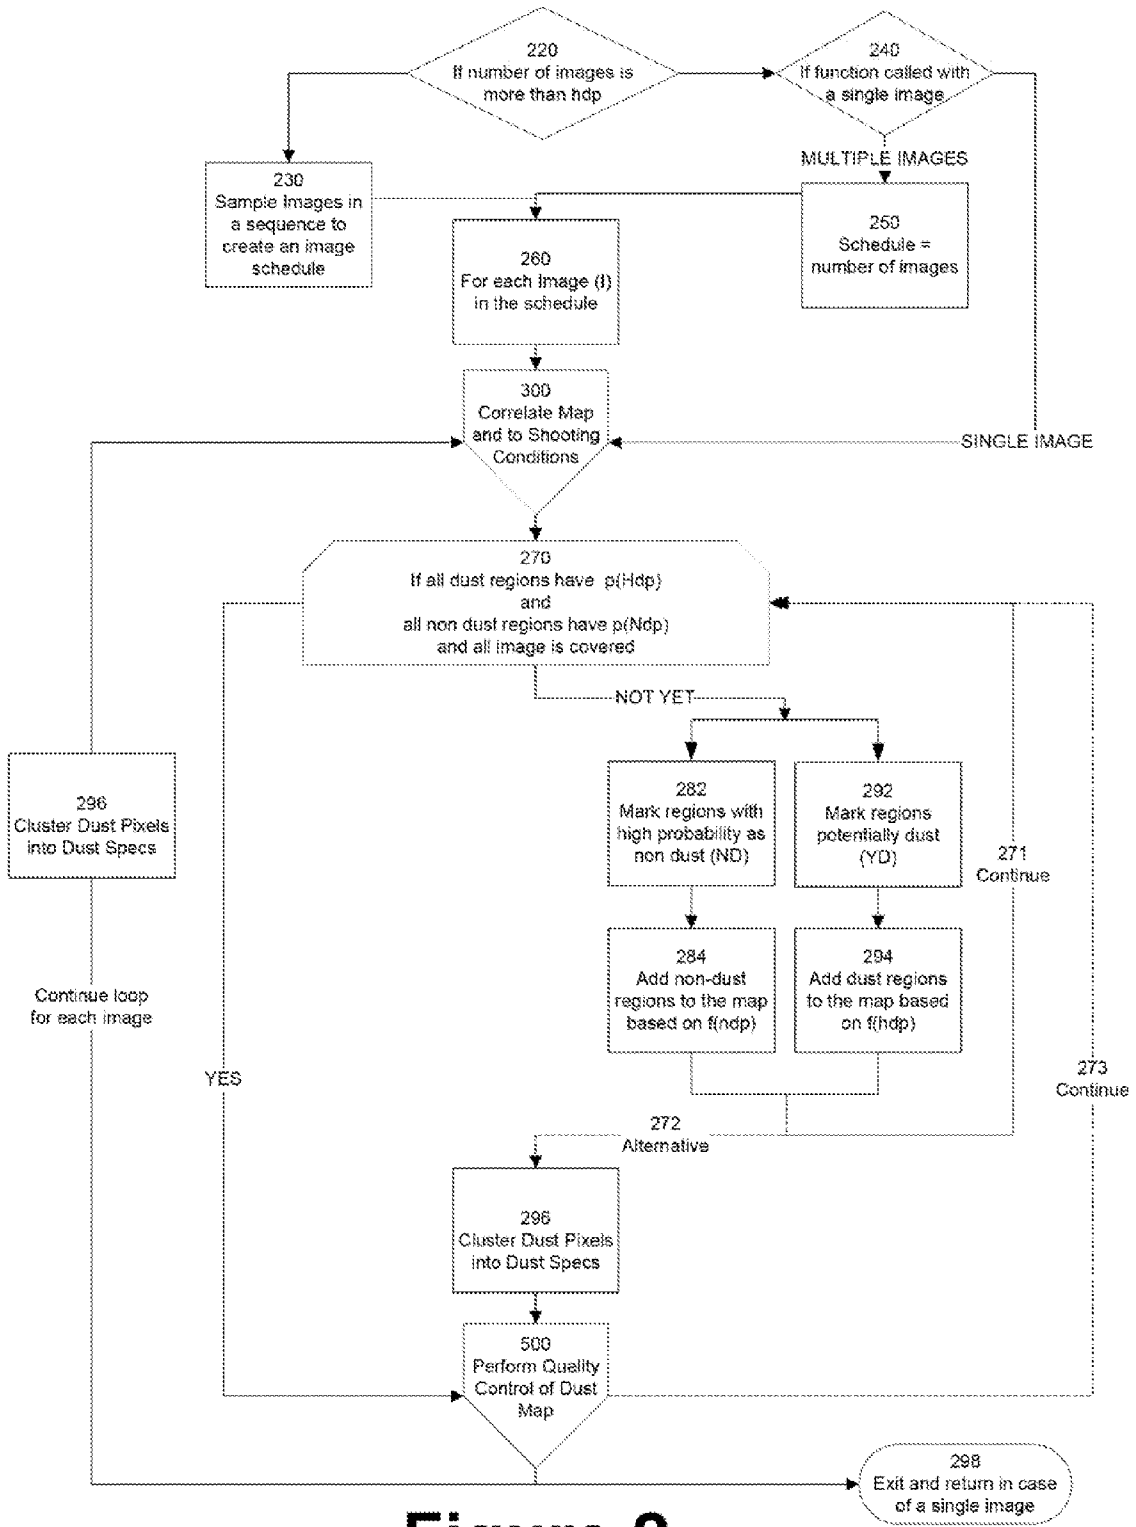 220
If number of images is
more than hdp
240
If function called with
a single image
MULTIPLE IMAGES
230
Sample Images in
a sequence to
create an image
schedule
250
Schedule =
number of images
260
For each Image (I)
in the schedule
300
Correlate Map
and to Shooting
Conditions
SINGLE IMAGE
270
If all dust regions have p(Hdp)
and
all non dust regions have p(Ndp)
and all image is covered
NOT YET
282
Mark regions with
high probability as
non dust (ND)
292
Mark regions
potentially dust
(YD)
271
Continue
296
Cluster Dust Pixels
into Dust Specs
284
Add non-dust
regions to the map
based on f(ndp)
294
Add dust regions
to the map based
on f(hdp)
Continue loop
for each image
YES
273
Continue
272
Alternative
296
Cluster Dust Pixels
into Dust Specs
500
Perform Quality
Control of Dust
Map
298
Exit and return in case
of a single image